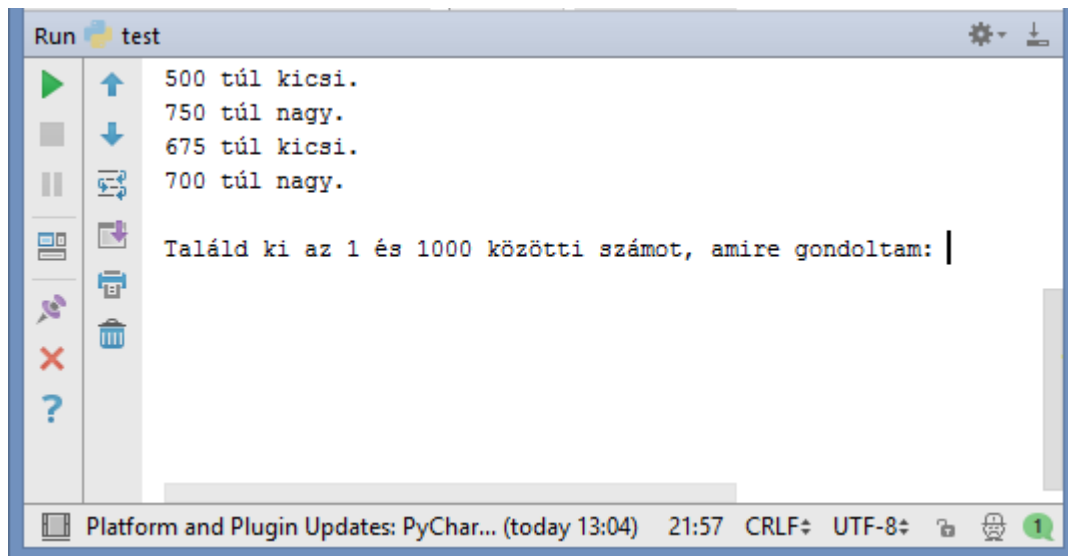 Run test
500 túl kicsi.
750 túl nagy.
675 túl kicsi.
700 túl nagy.
Találd ki az 1 és 1000 közötti számot, amire gondoltam:
?
Platform and Plugin Updates: PyChar... (today 13:04) 21:57 CRLF UTF-8 1